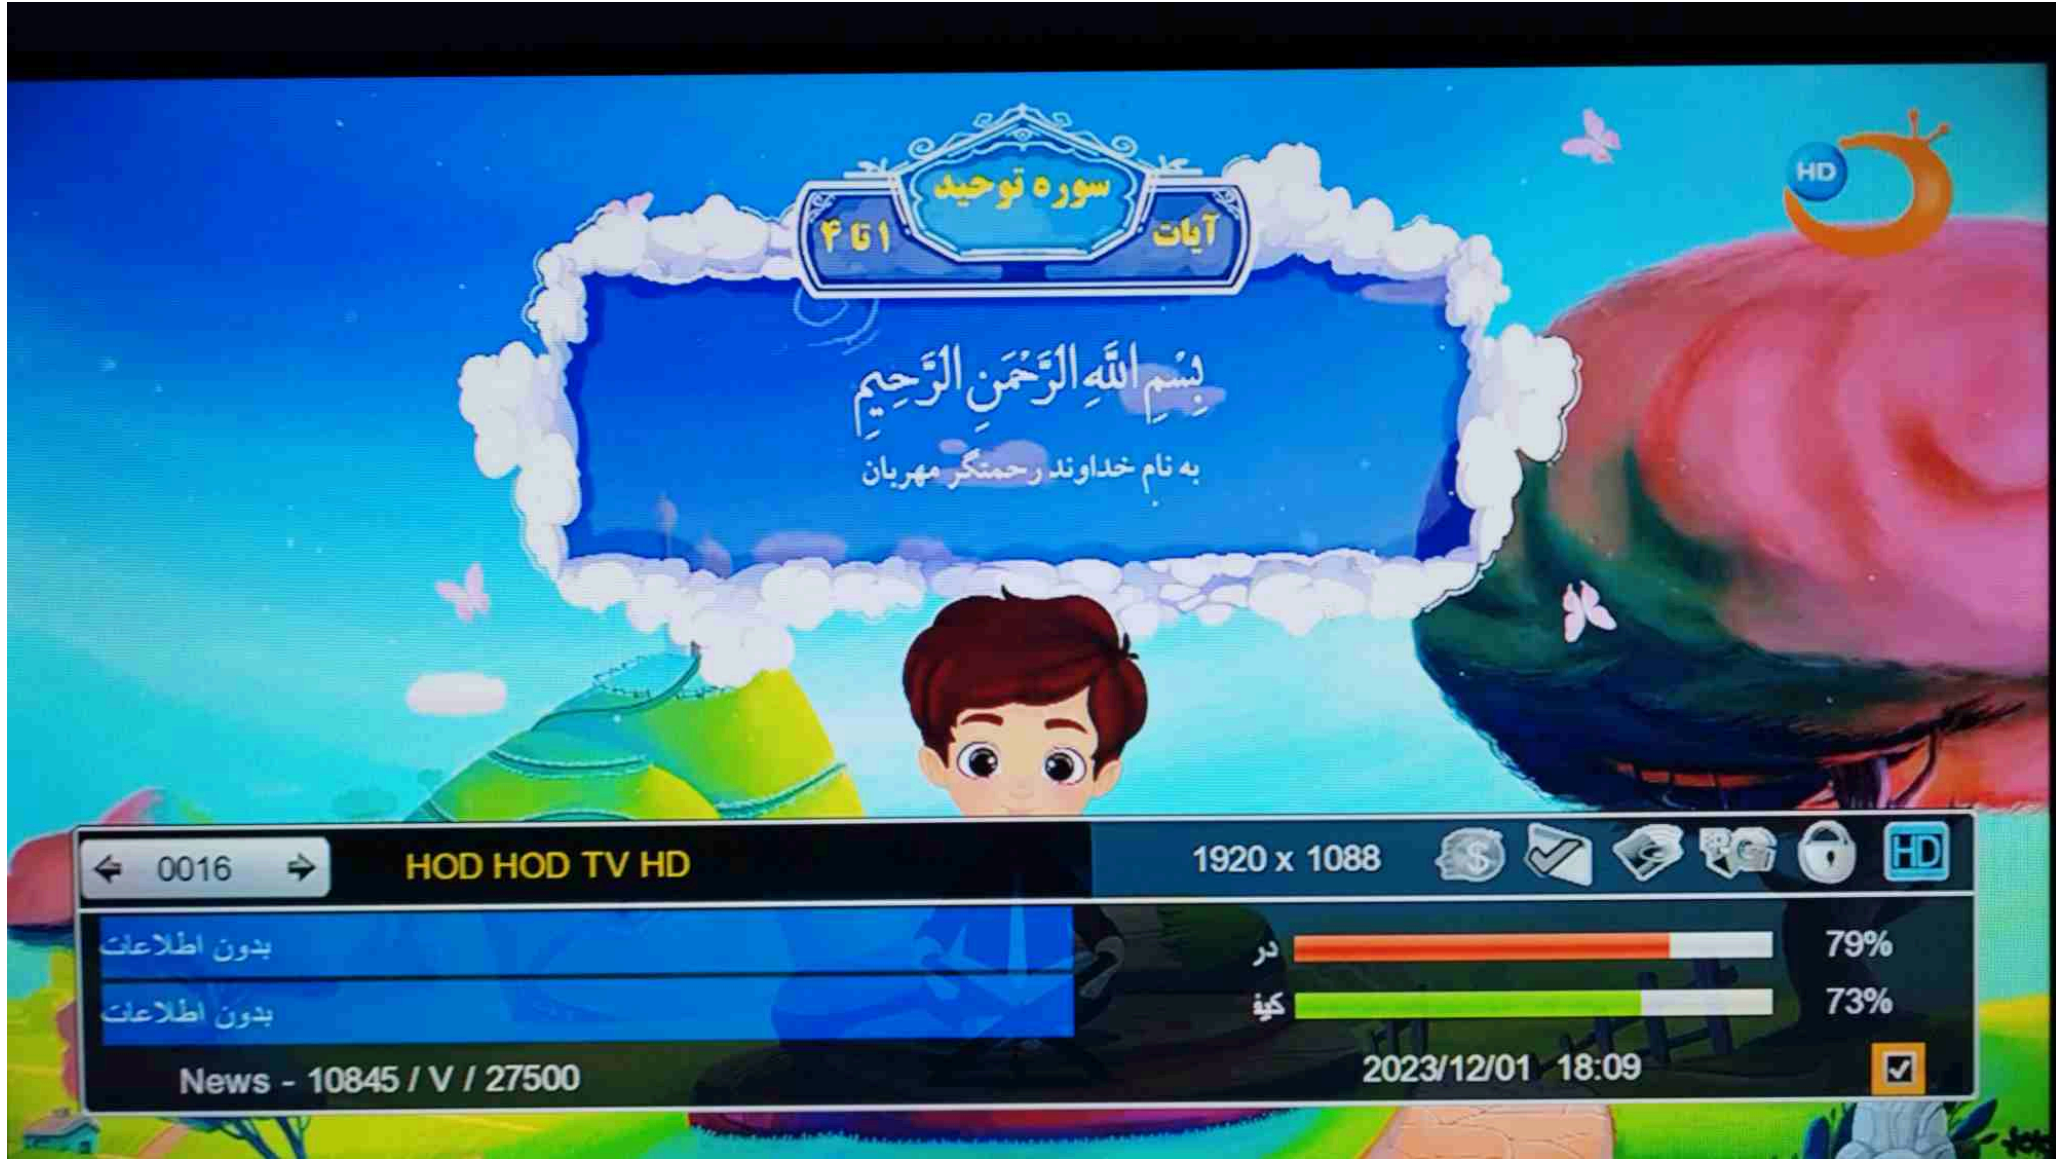 سوره توحید
آیات ۱ تا ۴
HD
بِسْمِ اللَّهِ الرَّحْمَنِ الرَّحِيمِ
به نام خداوند رحمتگر مهربان
0016 HOD HOD TV HD 1920 x 1088 $ HD
بدون اطلاعات
در 79%
بدون اطلاعات
کیف 73%
News - 10845 / V / 27500 2023/12/01 18:09